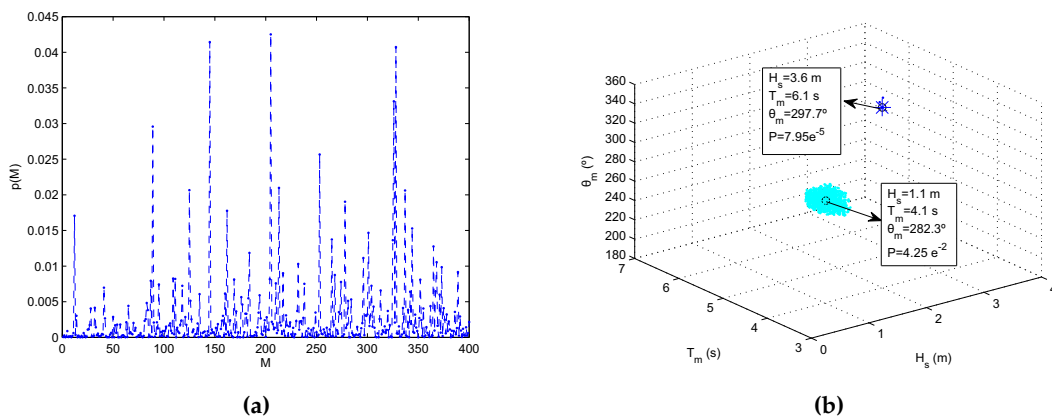 0.045
0.04
0.035
0.03
0.025
0.02
0.015
0.01
0.005
0
p(M)
0 50 100 150 200 250 300 350 400
M
(a)
360
340
320
300
280
260
240
220
200
180
θm (º)
Hs=3.6 m
Tm=6.1 s
θm=297.7º
P=7.95e-5
Hs=1.1 m
Tm=4.1 s
θm=282.3º
P=4.25 e-2
7 6 5 4 3
Tm (s)
0 1 2 3 4
Hs (m)
(b)